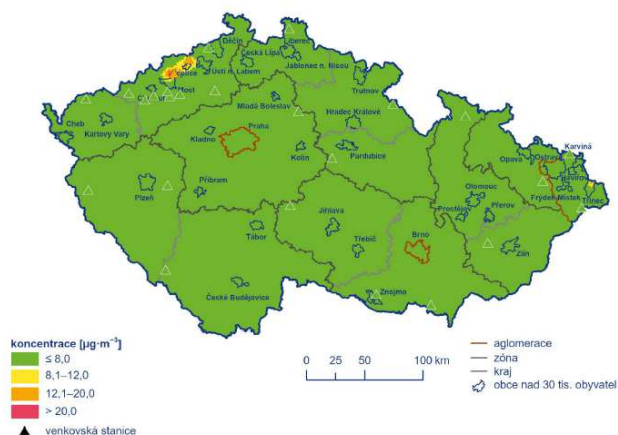 Děčín
Liberec
Česká Lípa
Jablonec n. Nisou
Ústí n. Labem
Most
Trutnov
Mladá Boleslav
Hradec Králové
Cheb
Karlovy Vary
Kladno
Praha
Kolín
Pardubice
Karviná
Opava
Ostrava
Havířov
Příbram
Plzeň
Olomouc
Frýdek-Místek
Třinec
Jihlava
Prostějov
Přerov
Tábor
Třebíč
Brno
Zlín
České Budějovice
Znojmo
koncentrace [µg·m⁻³]
≤ 8,0
8,1–12,0
12,1–20,0
> 20,0
venkovská stanice
0 25 50 100 km
aglomerace
zóna
kraj
obce nad 30 tis. obyvatel